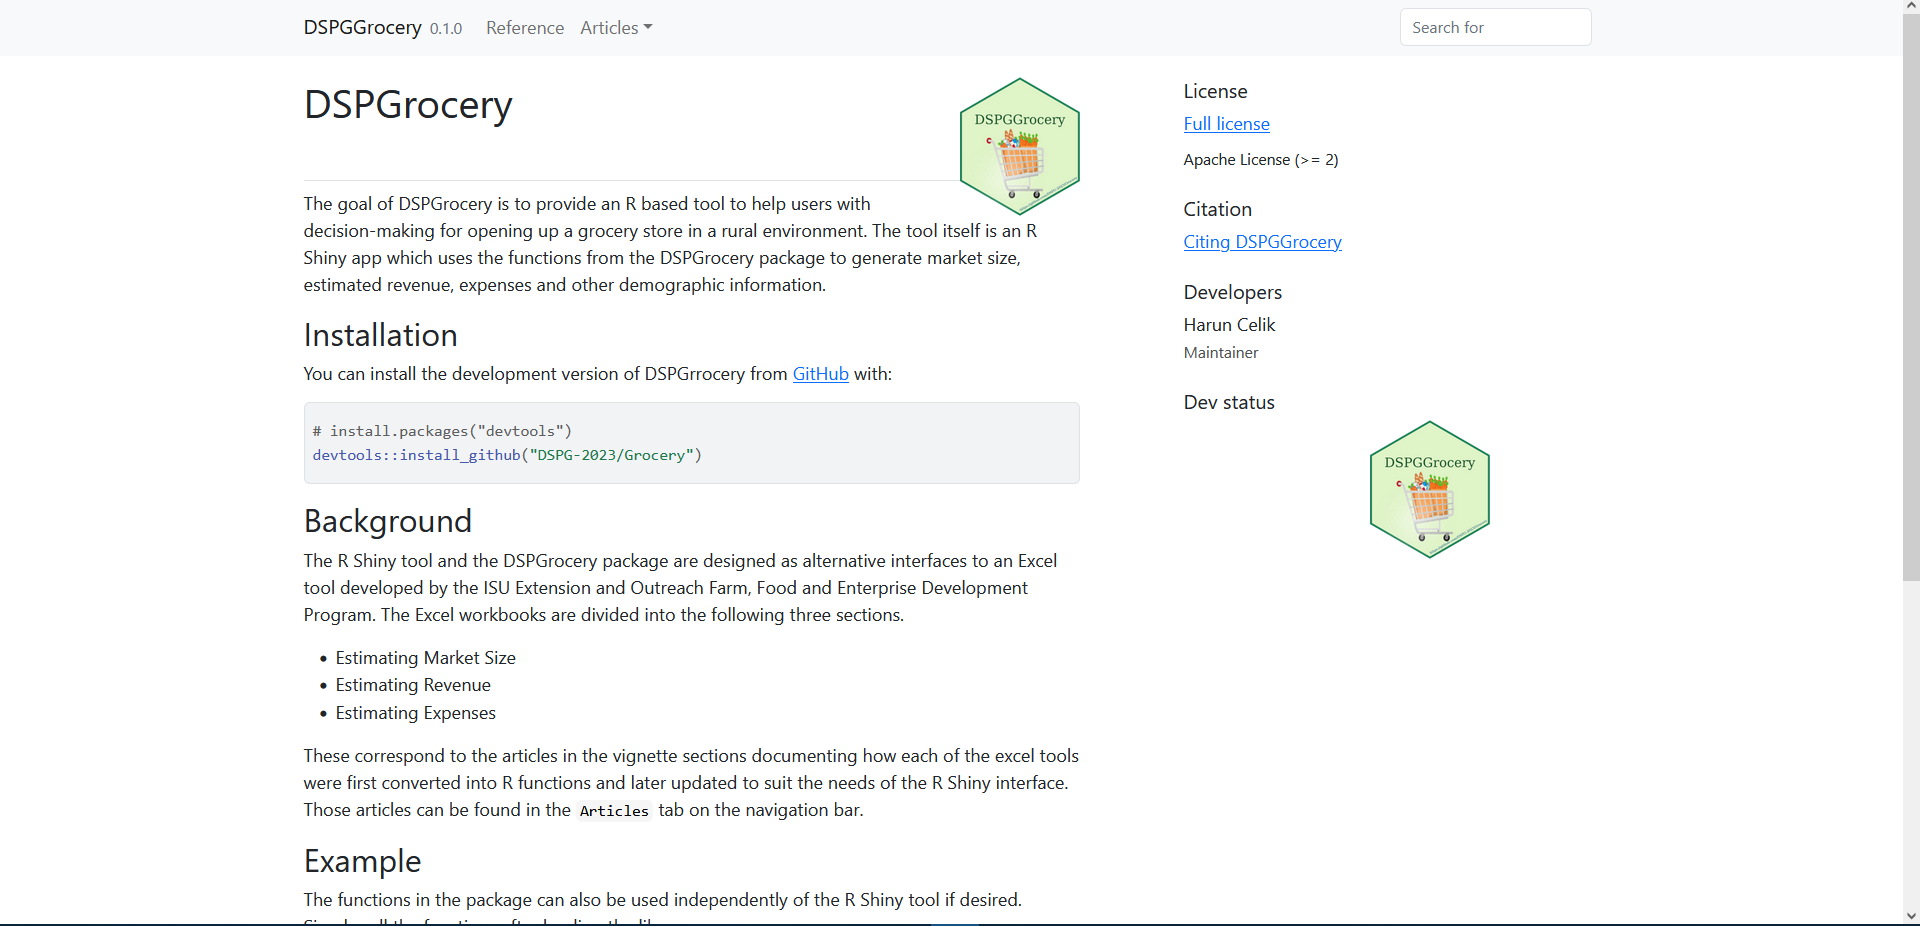 DSPGGrocery 0.1.0 Reference Articles Search for
DSPGrocery
DSPGGrocery
The goal of DSPGrocery is to provide an R based tool to help users with
decision-making for opening up a grocery store in a rural environment. The tool itself is an R
Shiny app which uses the functions from the DSPGrocery package to generate market size,
estimated revenue, expenses and other demographic information.
Installation
You can install the development version of DSPGrrocery from GitHub with:
# install.packages("devtools")
devtools::install_github("DSPG-2023/Grocery")
Background
The R Shiny tool and the DSPGrocery package are designed as alternative interfaces to an Excel
tool developed by the ISU Extension and Outreach Farm, Food and Enterprise Development
Program. The Excel workbooks are divided into the following three sections.
• Estimating Market Size
• Estimating Revenue
• Estimating Expenses
These correspond to the articles in the vignette sections documenting how each of the excel tools
were first converted into R functions and later updated to suit the needs of the R Shiny interface.
Those articles can be found in the Articles tab on the navigation bar.
Example
The functions in the package can also be used independently of the R Shiny tool if desired.
License
Full license
Apache License (>= 2)
Citation
Citing DSPGGrocery
Developers
Harun Celik
Maintainer
Dev status
DSPGGrocery